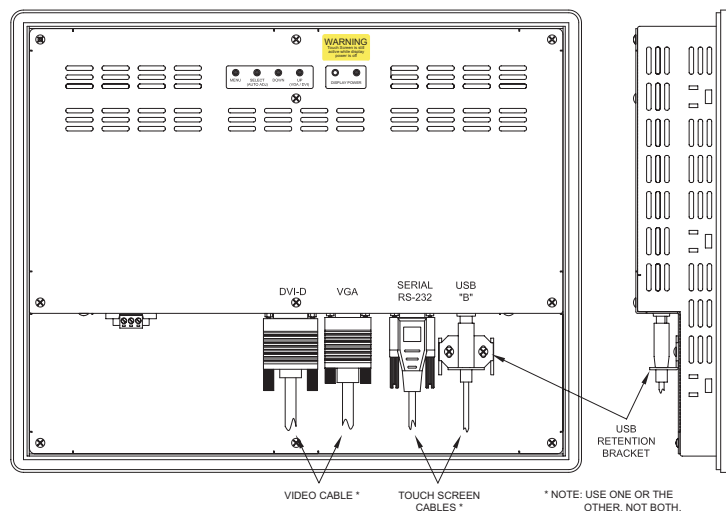 WARNING
Touch Screen is still
active while display
power is off
MENU
SELECT
(AUTO ADJ)
DOWN
UP
(VGA / DVI)
DISPLAY POWER
DVI-D
VGA
SERIAL
RS-232
USB
"B"
USB
RETENTION
BRACKET
VIDEO CABLE *
TOUCH SCREEN
CABLES *
* NOTE: USE ONE OR THE
OTHER, NOT BOTH.